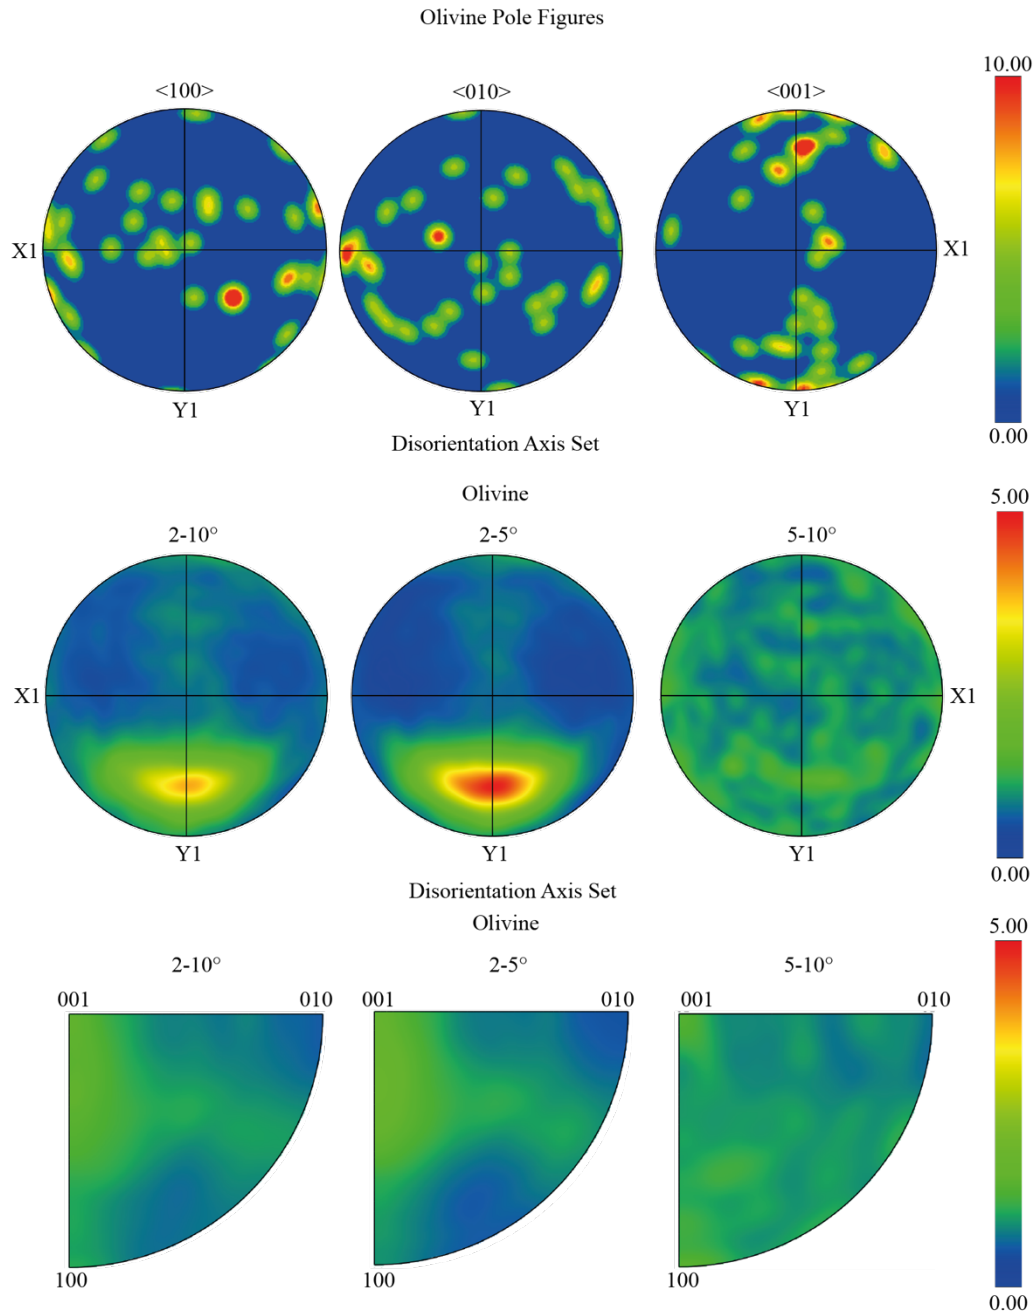 Olivine Pole Figures
<100> <010> <001> 10.00
X1 X1
Y1 Y1 Y1
0.00
Disorientation Axis Set
Olivine 5.00
2-10° 2-5° 5-10°
X1 X1
Y1 Y1 Y1
0.00
Disorientation Axis Set
Olivine 5.00
2-10° 2-5° 5-10°
001 010 001 010 001 010
100 100 100
0.00